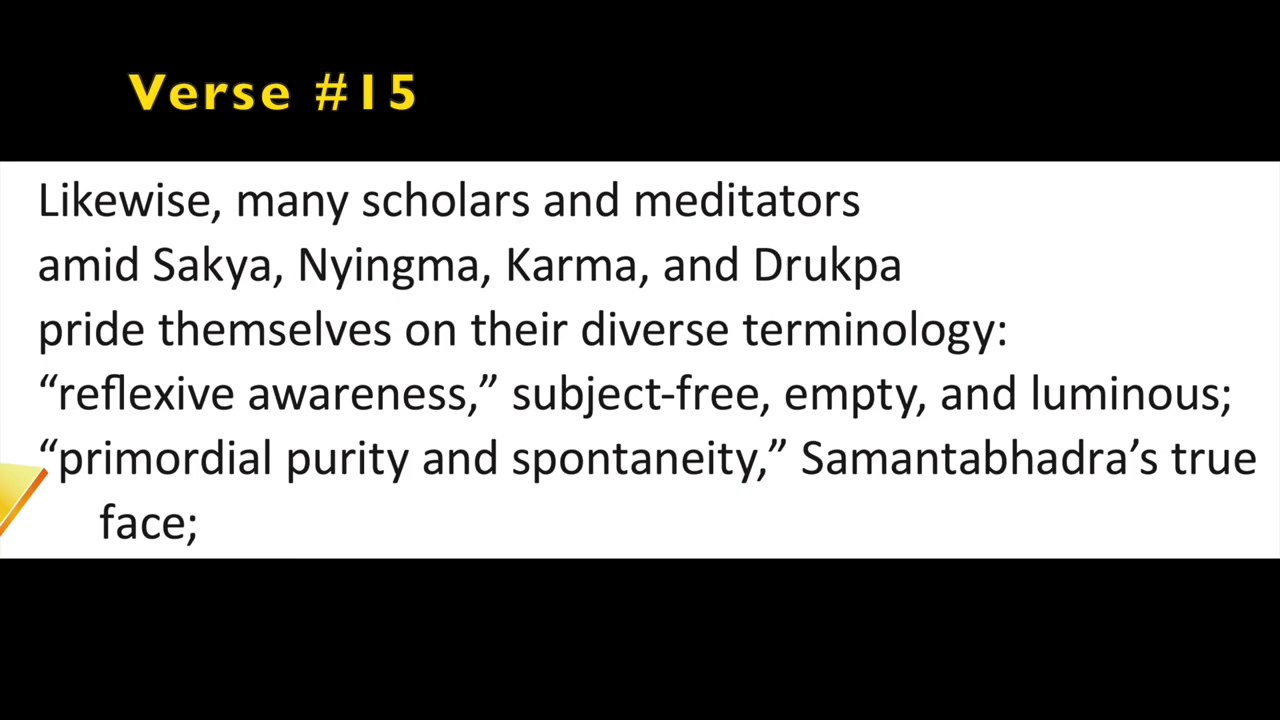 Verse #15
Likewise, many scholars and meditators
amid Sakya, Nyingma, Karma, and Drukpa
pride themselves on their diverse terminology:
“reflexive awareness,” subject-free, empty, and luminous;
“primordial purity and spontaneity,” Samantabhadra’s true
face;